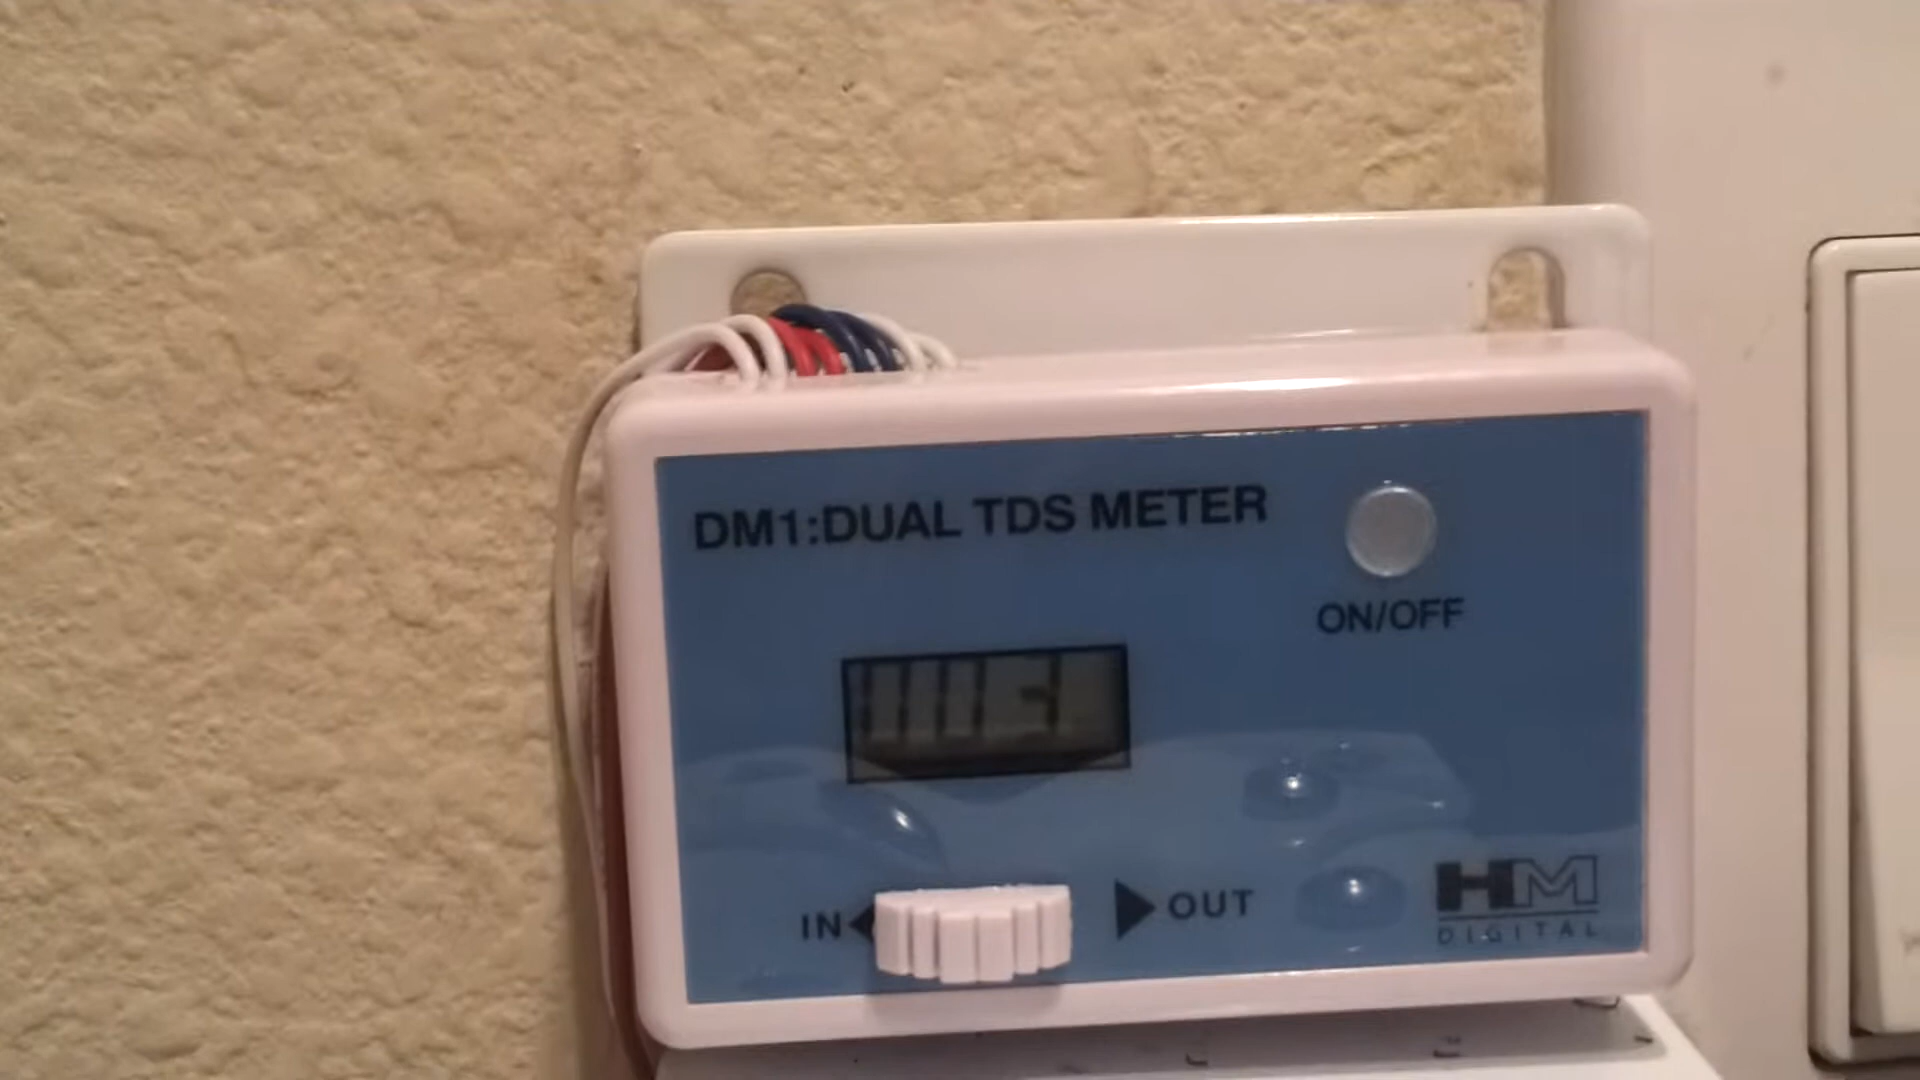 DM1:DUAL TDS METER
ON/OFF
IN
OUT
HM
DIGITAL